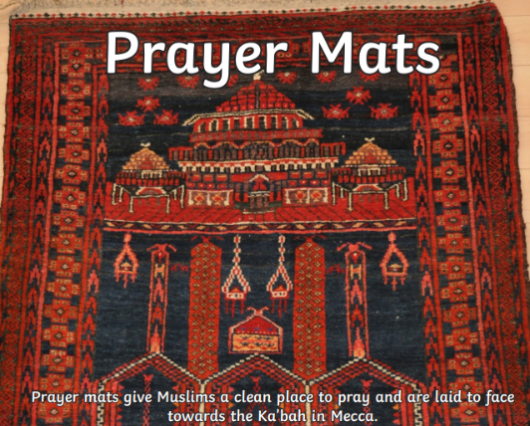 Prayer Mats
Prayer mats give Muslims a clean place to pray and are laid to face
towards the Ka'bah in Mecca.